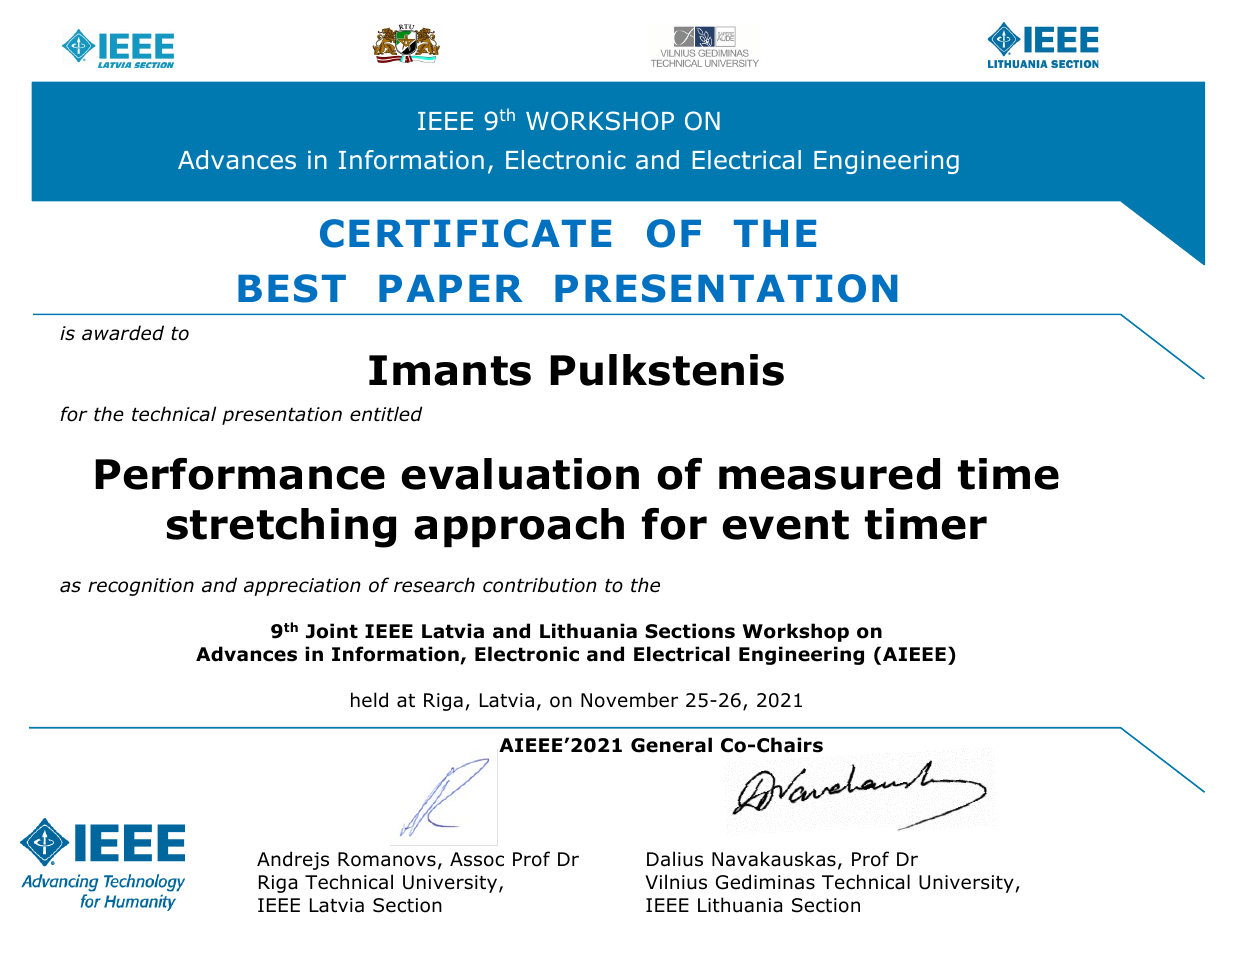 IEEE
LATVIA SECTION
RTU
SAPERE
AUDE
VILNIUS GEDIMINAS
TECHNICAL UNIVERSITY
IEEE
LITHUANIA SECTION
IEEE 9th WORKSHOP ON
Advances in Information, Electronic and Electrical Engineering
CERTIFICATE OF THE
BEST PAPER PRESENTATION
is awarded to
Imants Pulkstenis
for the technical presentation entitled
Performance evaluation of measured time
stretching approach for event timer
as recognition and appreciation of research contribution to the
9th Joint IEEE Latvia and Lithuania Sections Workshop on
Advances in Information, Electronic and Electrical Engineering (AIEEE)
held at Riga, Latvia, on November 25-26, 2021
AIEEE’2021 General Co-Chairs
IEEE
Advancing Technology
for Humanity
Andrejs Romanovs, Assoc Prof Dr
Riga Technical University,
IEEE Latvia Section
Dalius Navakauskas, Prof Dr
Vilnius Gediminas Technical University,
IEEE Lithuania Section